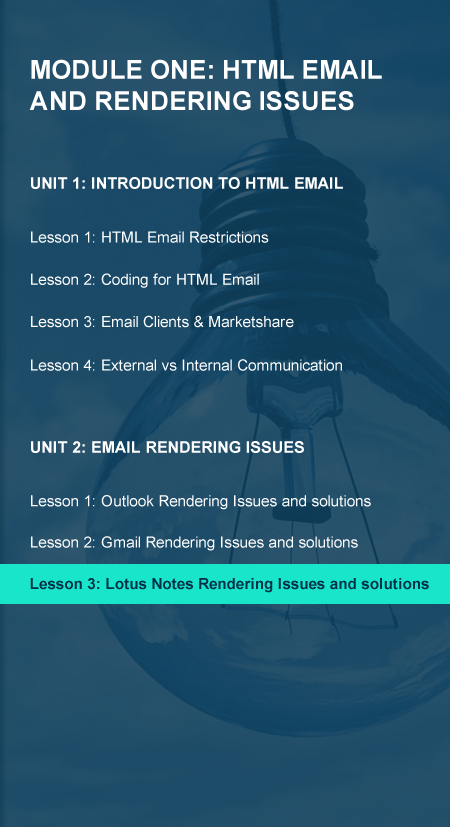 MODULE ONE: HTML EMAIL
AND RENDERING ISSUES
UNIT 1: INTRODUCTION TO HTML EMAIL
Lesson 1: HTML Email Restrictions
Lesson 2: Coding for HTML Email
Lesson 3: Email Clients & Marketshare
Lesson 4: External vs Internal Communication
UNIT 2: EMAIL RENDERING ISSUES
Lesson 1: Outlook Rendering Issues and solutions
Lesson 2: Gmail Rendering Issues and solutions
Lesson 3: Lotus Notes Rendering Issues and solutions